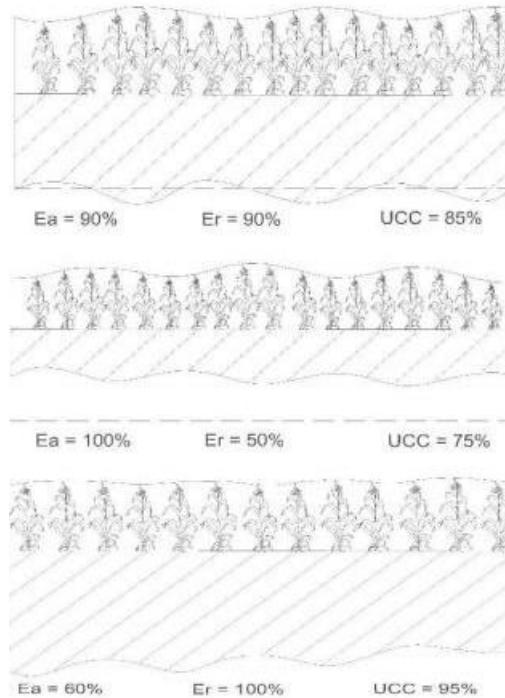 Ea = 90% Er = 90% UCC = 85%
Ea = 100% Er = 50% UCC = 75%
Ea = 60% Er = 100% UCC = 95%